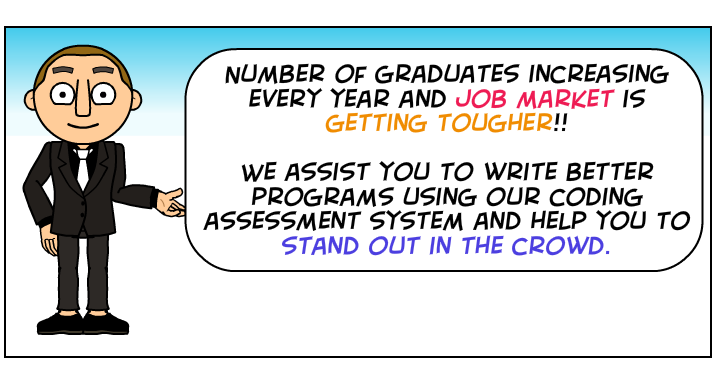 NUMBER OF GRADUATES INCREASING
EVERY YEAR AND JOB MARKET IS
GETTING TOUGHER!!
WE ASSIST YOU TO WRITE BETTER
PROGRAMS USING OUR CODING
ASSESSMENT SYSTEM AND HELP YOU TO
STAND OUT IN THE CROWD.